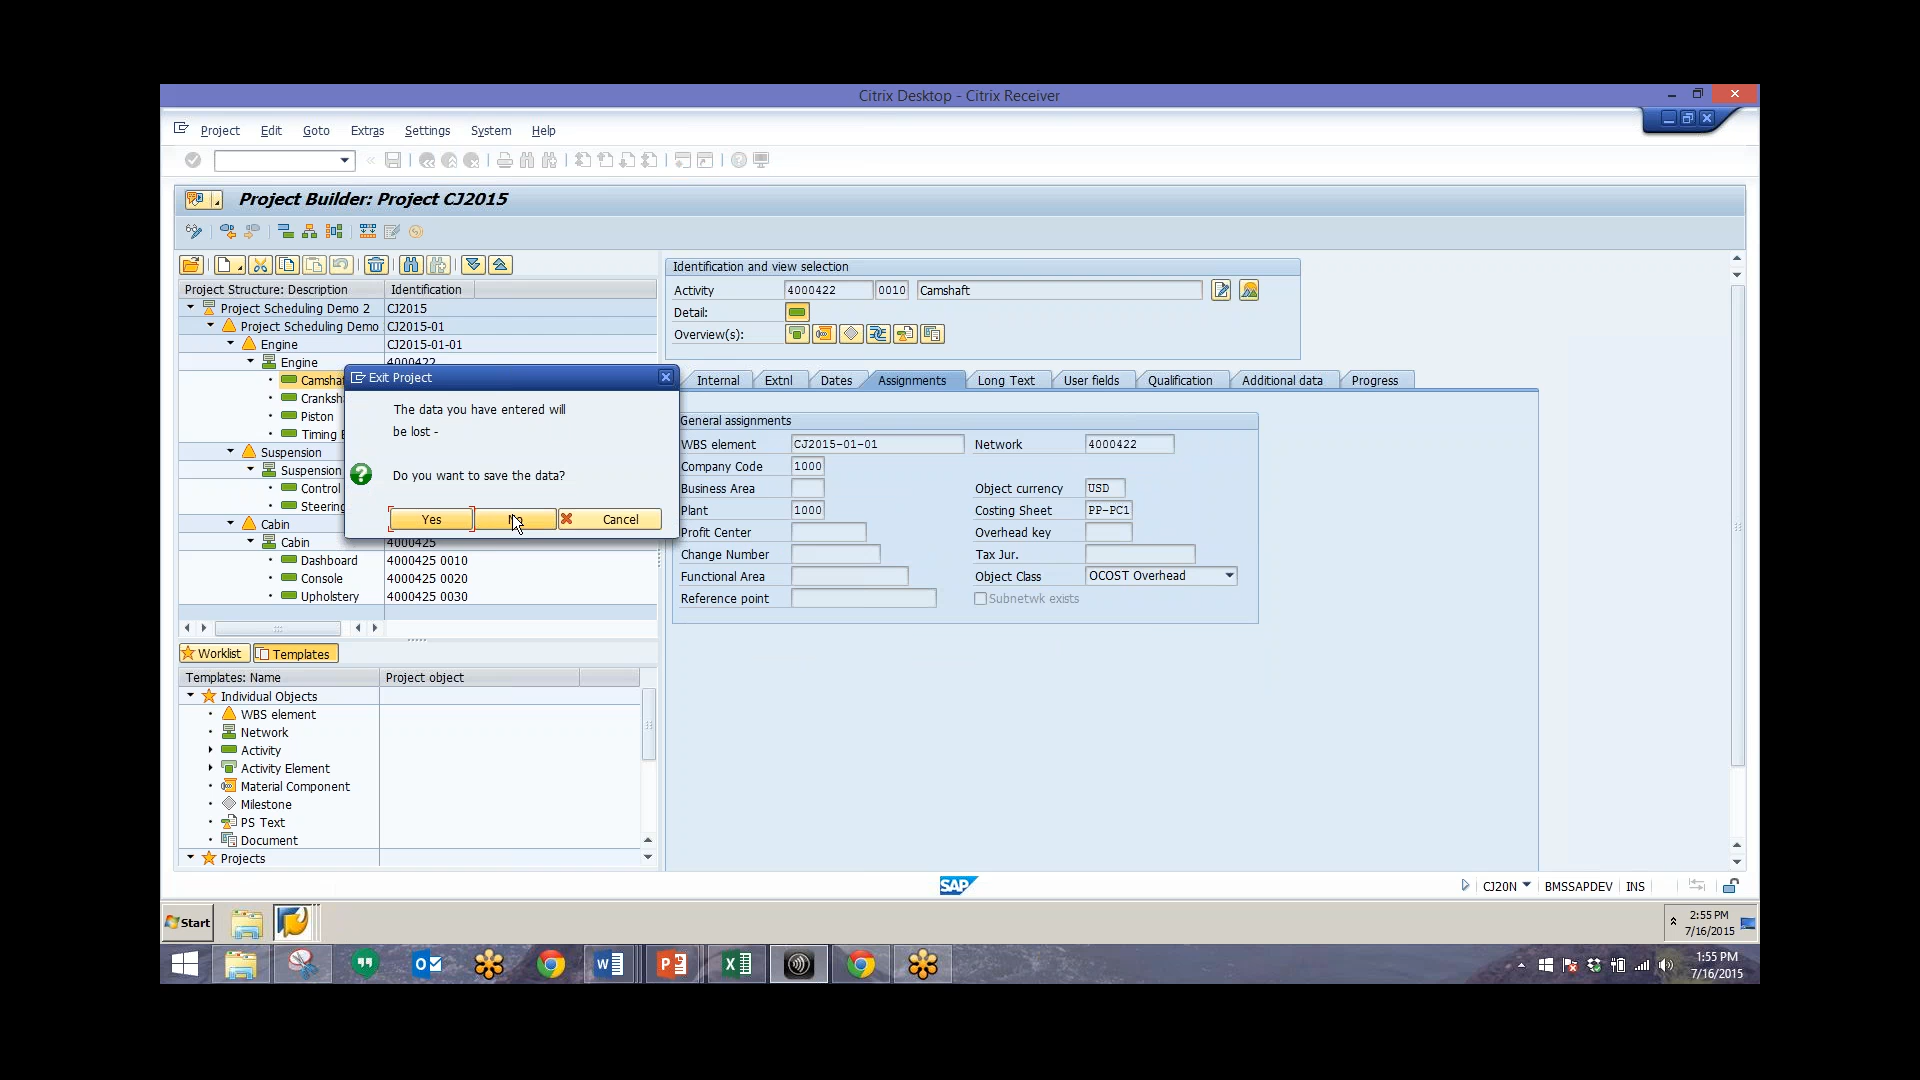 Citrix Desktop - Citrix Receiver
Project Edit Goto Extras Settings System Help
Project Builder: Project CJ2015
Project Structure: Description Identification
Project Scheduling Demo 2 CJ2015
Project Scheduling Demo CJ2015-01
Engine CJ2015-01-01
Engine 4000422
Camsha
Cranksh
Piston
Timing
Suspension
Suspension
Control
Steering
Cabin
Cabin 4000425
Dashboard 4000425 0010
Console 4000425 0020
Upholstery 4000425 0030
Exit Project
The data you have entered will
be lost -
Do you want to save the data?
Yes Cancel
Worklist Templates
Templates: Name Project object
Individual Objects
WBS element
Network
Activity
Activity Element
Material Component
Milestone
PS Text
Document
Projects
Identification and view selection
Activity 4000422 0010 Camshaft
Detail:
Overview(s):
Internal Extnl Dates Assignments Long Text User fields Qualification Additional data Progress
General assignments
WBS element CJ2015-01-01 Network 4000422
Company Code 1000
Business Area Object currency USD
Plant 1000 Costing Sheet PP-PC1
Profit Center Overhead key
Change Number Tax Jur.
Functional Area Object Class OCOST Overhead
Reference point Subnetwk exists
SAP CJ20N BMSSAPDEV INS
Start 2:55 PM
7/16/2015
1:55 PM
7/16/2015